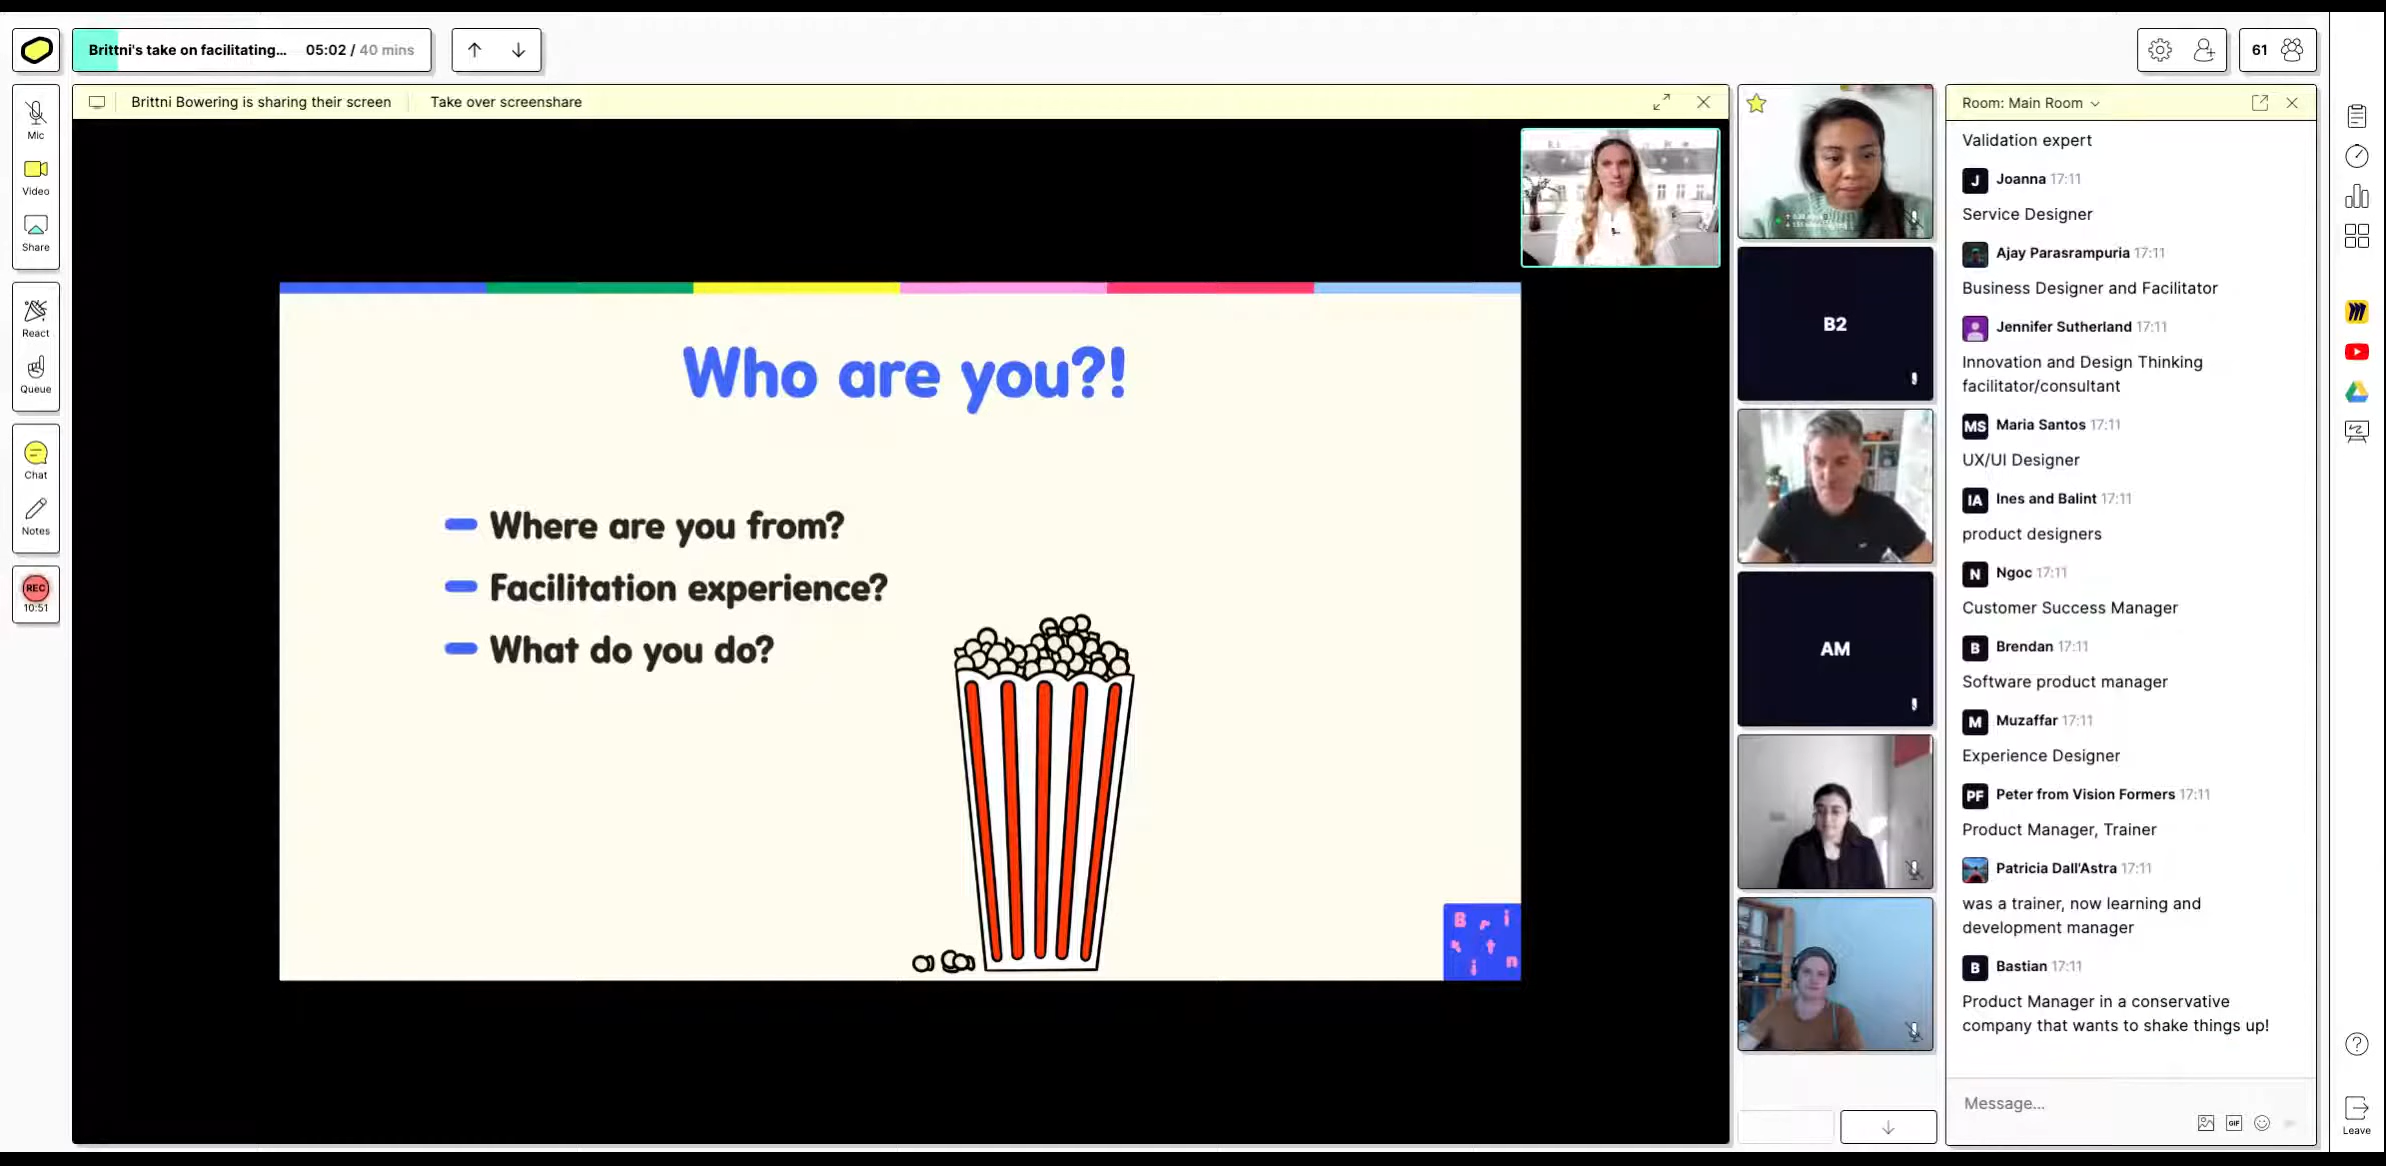 Brittni's take on facilitating... 05:02 / 40 mins
61
Mic
Video
Share
React
Queue
Chat
Notes
REC
10:51
Brittni Bowering is sharing their screen Take over screenshare
Who are you?!
Where are you from?
Facilitation experience?
What do you do?
B r i
t t
i n
B2
AM
Room: Main Room
Validation expert
J Joanna 17:11
Service Designer
Ajay Parasrampuria 17:11
Business Designer and Facilitator
Jennifer Sutherland 17:11
Innovation and Design Thinking
facilitator/consultant
MS Maria Santos 17:11
UX/UI Designer
IA Ines and Balint 17:11
product designers
N Ngoc 17:11
Customer Success Manager
B Brendan 17:11
Software product manager
M Muzaffar 17:11
Experience Designer
PF Peter from Vision Formers 17:11
Product Manager, Trainer
Patricia Dall'Astra 17:11
was a trainer, now learning and
development manager
B Bastian 17:11
Product Manager in a conservative
company that wants to shake things up!
Message...
GIF
Leave